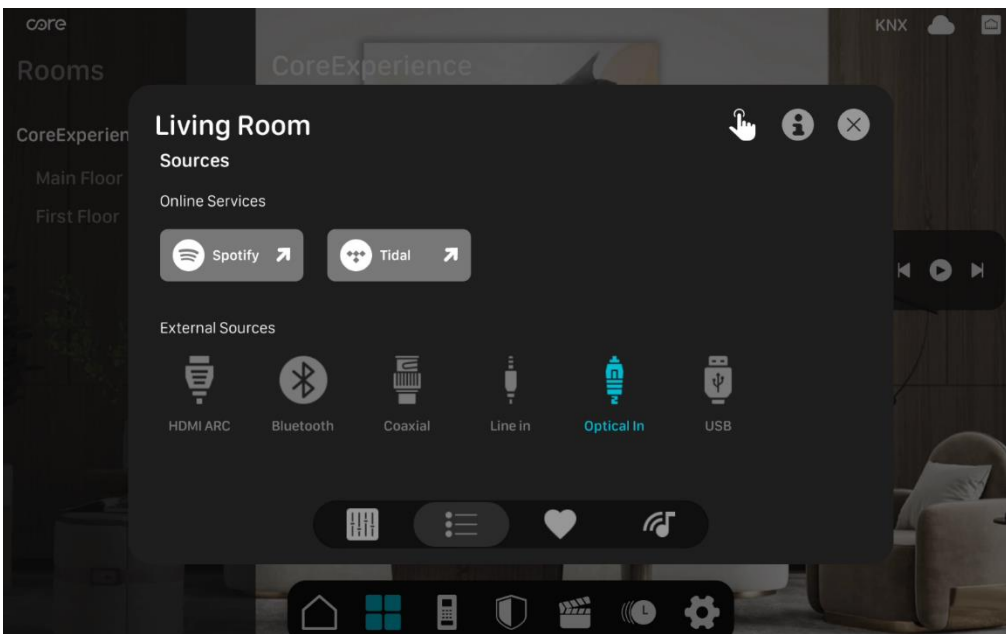 core
KNX
Rooms
CoreExperience
CoreExperien
Main Floor
First Floor
Living Room
Sources
Online Services
Spotify
Tidal
External Sources
HDMI ARC
Bluetooth
Coaxial
Line in
Optical In
USB